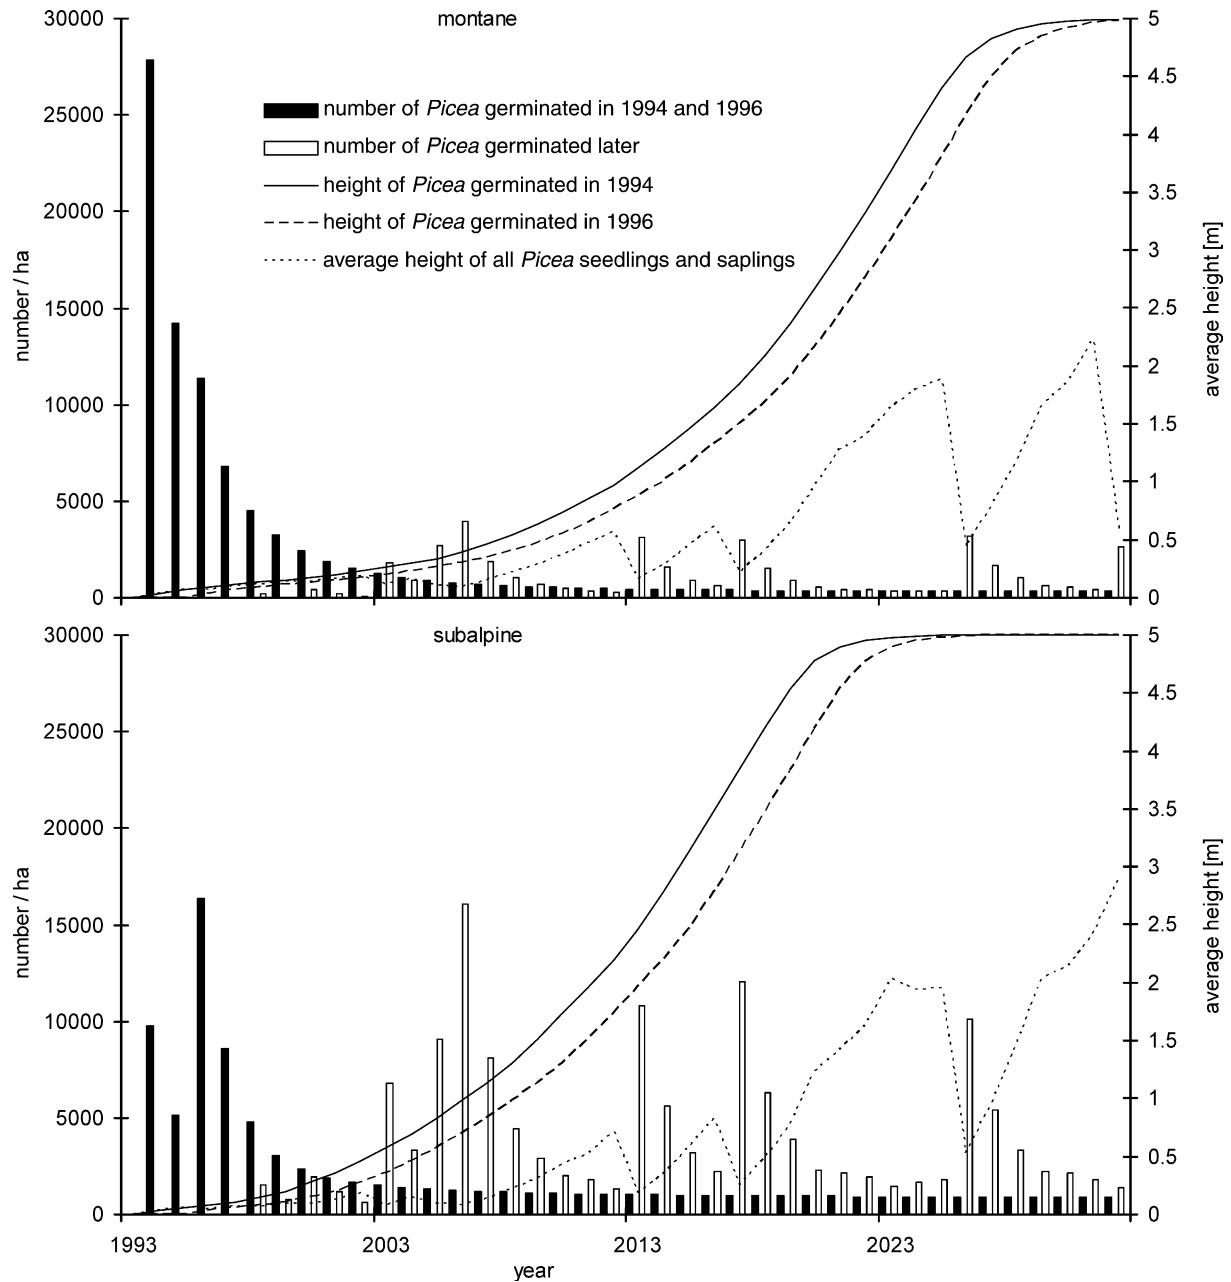 montane
30000
25000
20000
15000
10000
5000
0
number / ha
number of Picea germinated in 1994 and 1996
number of Picea germinated later
height of Picea germinated in 1994
height of Picea germinated in 1996
average height of all Picea seedlings and saplings
5
4.5
4
3.5
3
2.5
2
1.5
1
0.5
0
average height [m]
subalpine
30000
25000
20000
15000
10000
5000
0
number / ha
5
4.5
4
3.5
3
2.5
2
1.5
1
0.5
0
average height [m]
1993 2003 2013 2023
year